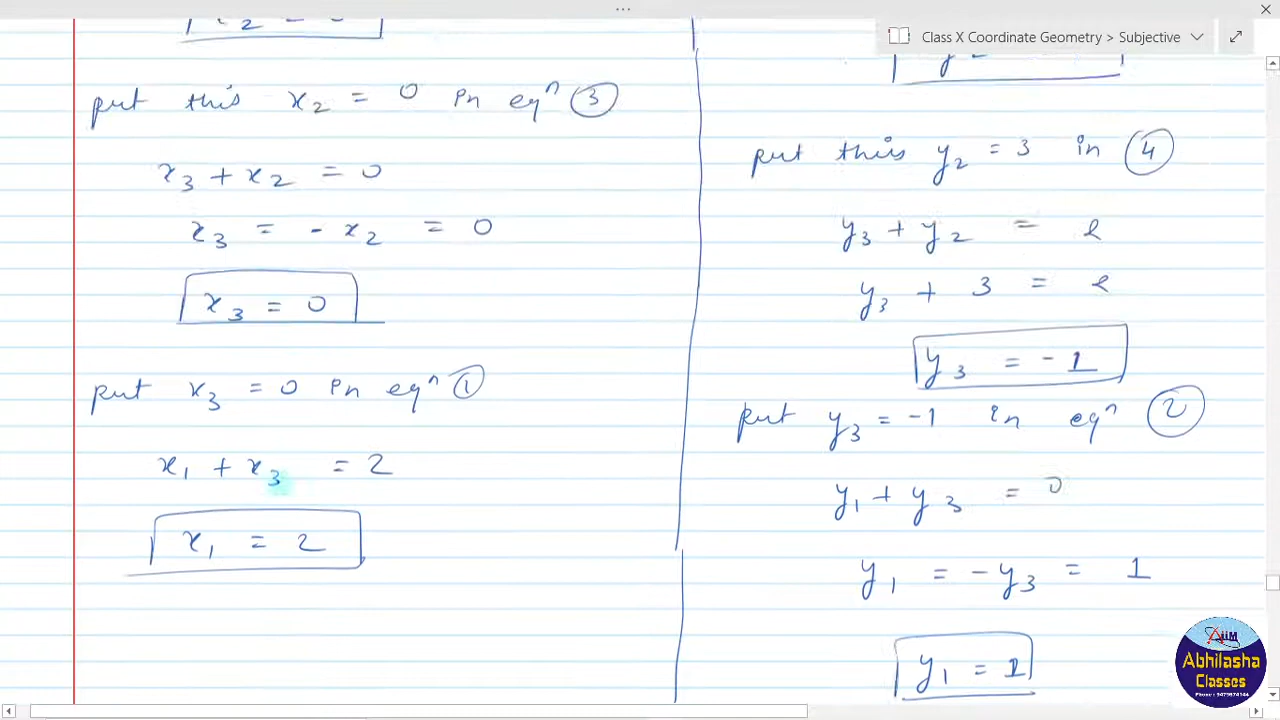 Class X Coordinate Geometry > Subjective
put this x₂ = 0 in eqⁿ ③
x₃ + x₂ = 0
x₃ = - x₂ = 0
x₃ = 0
put x₃ = 0 in eqⁿ ①
x₁ + x₃ = 2
x₁ = 2
put this y₂ = 3 in ④
y₃ + y₂ = 2
y₃ + 3 = 2
y₃ = - 1
put y₃ = -1 in eqⁿ ②
y₁ + y₃ = 0
y₁ = - y₃ = 1
y₁ = 1
AIIM
Abhilasha
Classes